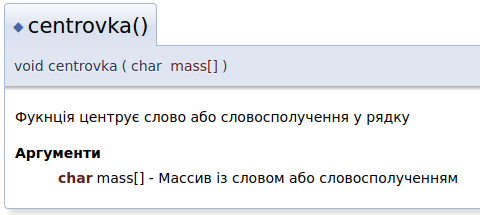 ◆ centrovka()
void centrovka ( char mass[] )
Фукнція центрує слово або словосполучення у рядку
Аргументи
char mass[] - Массив із словом або словосполученням